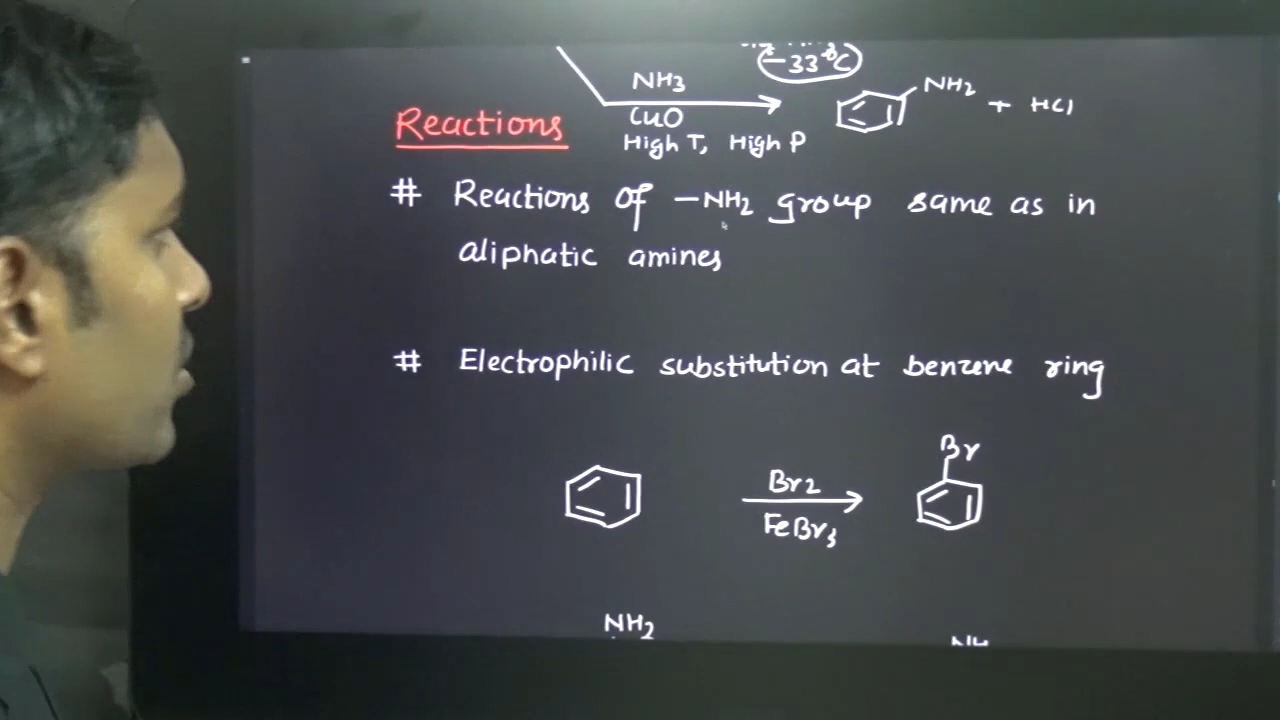 -33°C
NH3
CuO
High T, High P
NH2 + HCl
Reactions
# Reactions of -NH2 group same as in
aliphatic amines
# Electrophilic substitution at benzene ring
Br2
FeBr3
Br
NH2
NH